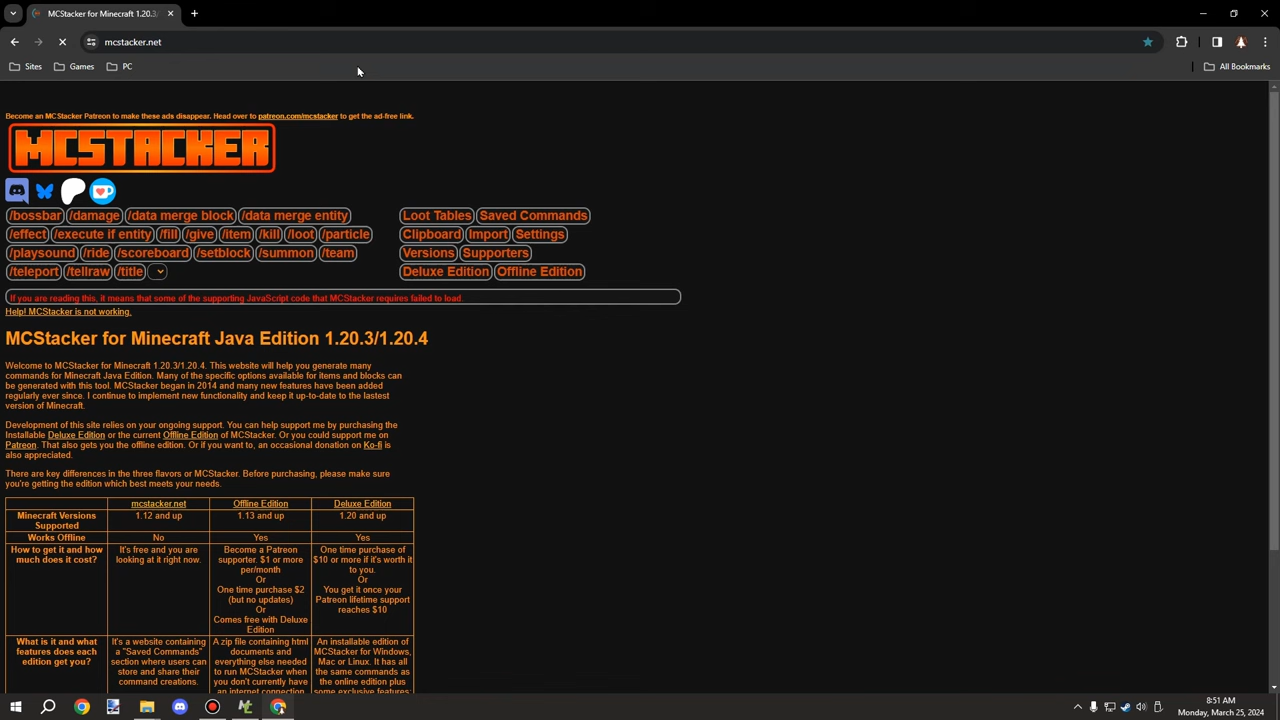 MCStacker for Minecraft 1.20.3/
mcstacker.net
Sites
Games
PC
All Bookmarks
Become an MCStacker Patreon to make these ads disappear. Head over to patreon.com/mcstacker to get the ad-free link.
MCSTACKER
/bossbar /damage /data merge block /data merge entity
/effect /execute if entity /fill /give /item /kill /loot /particle
/playsound /ride /scoreboard /setblock /summon /team
/teleport /tellraw /title
Loot Tables Saved Commands
Clipboard Import Settings
Versions Supporters
Deluxe Edition Offline Edition
If you are reading this, it means that some of the supporting JavaScript code that MCStacker requires failed to load.
Help! MCStacker is not working.
MCStacker for Minecraft Java Edition 1.20.3/1.20.4
Welcome to MCStacker for Minecraft 1.20.3/1.20.4. This website will help you generate many
commands for Minecraft Java Edition. Many of the specific options available for items and blocks can
be generated with this tool. MCStacker began in 2014 and many new features have been added
regularly ever since. I continue to implement new functionality and keep it up-to-date to the lastest
version of Minecraft.
Development of this site relies on your ongoing support. You can help support me by purchasing the
Installable Deluxe Edition or the current Offline Edition of MCStacker. Or you could support me on
Patreon. That also gets you the offline edition. Or if you want to, an occasional donation on Ko-fi is
also appreciated.
There are key differences in the three flavors or MCStacker. Before purchasing, please make sure
you're getting the edition which best meets your needs.
mcstacker.net
Offline Edition
Deluxe Edition
Minecraft Versions
Supported
1.12 and up
1.13 and up
1.20 and up
Works Offline
No
Yes
Yes
How to get it and how
much does it cost?
It's free and you are
looking at it right now.
Become a Patreon
supporter. $1 or more
per/month
Or
One time purchase $2
(but no updates)
Or
Comes free with Deluxe
Edition
One time purchase of
$10 or more if it's worth it
to you.
Or
You get it once your
Patreon lifetime support
reaches $10
What is it and what
features does each
edition get you?
It's a website containing
a "Saved Commands"
section where users can
store and share their
command creations.
A zip file containing html
documents and
everything else needed
to run MCStacker when
you don't currently have
an internet connection
An installable edition of
MCStacker for Windows,
Mac or Linux. It has all
the same commands as
the online edition plus
some exclusive features.
8:51 AM
Monday, March 25, 2024